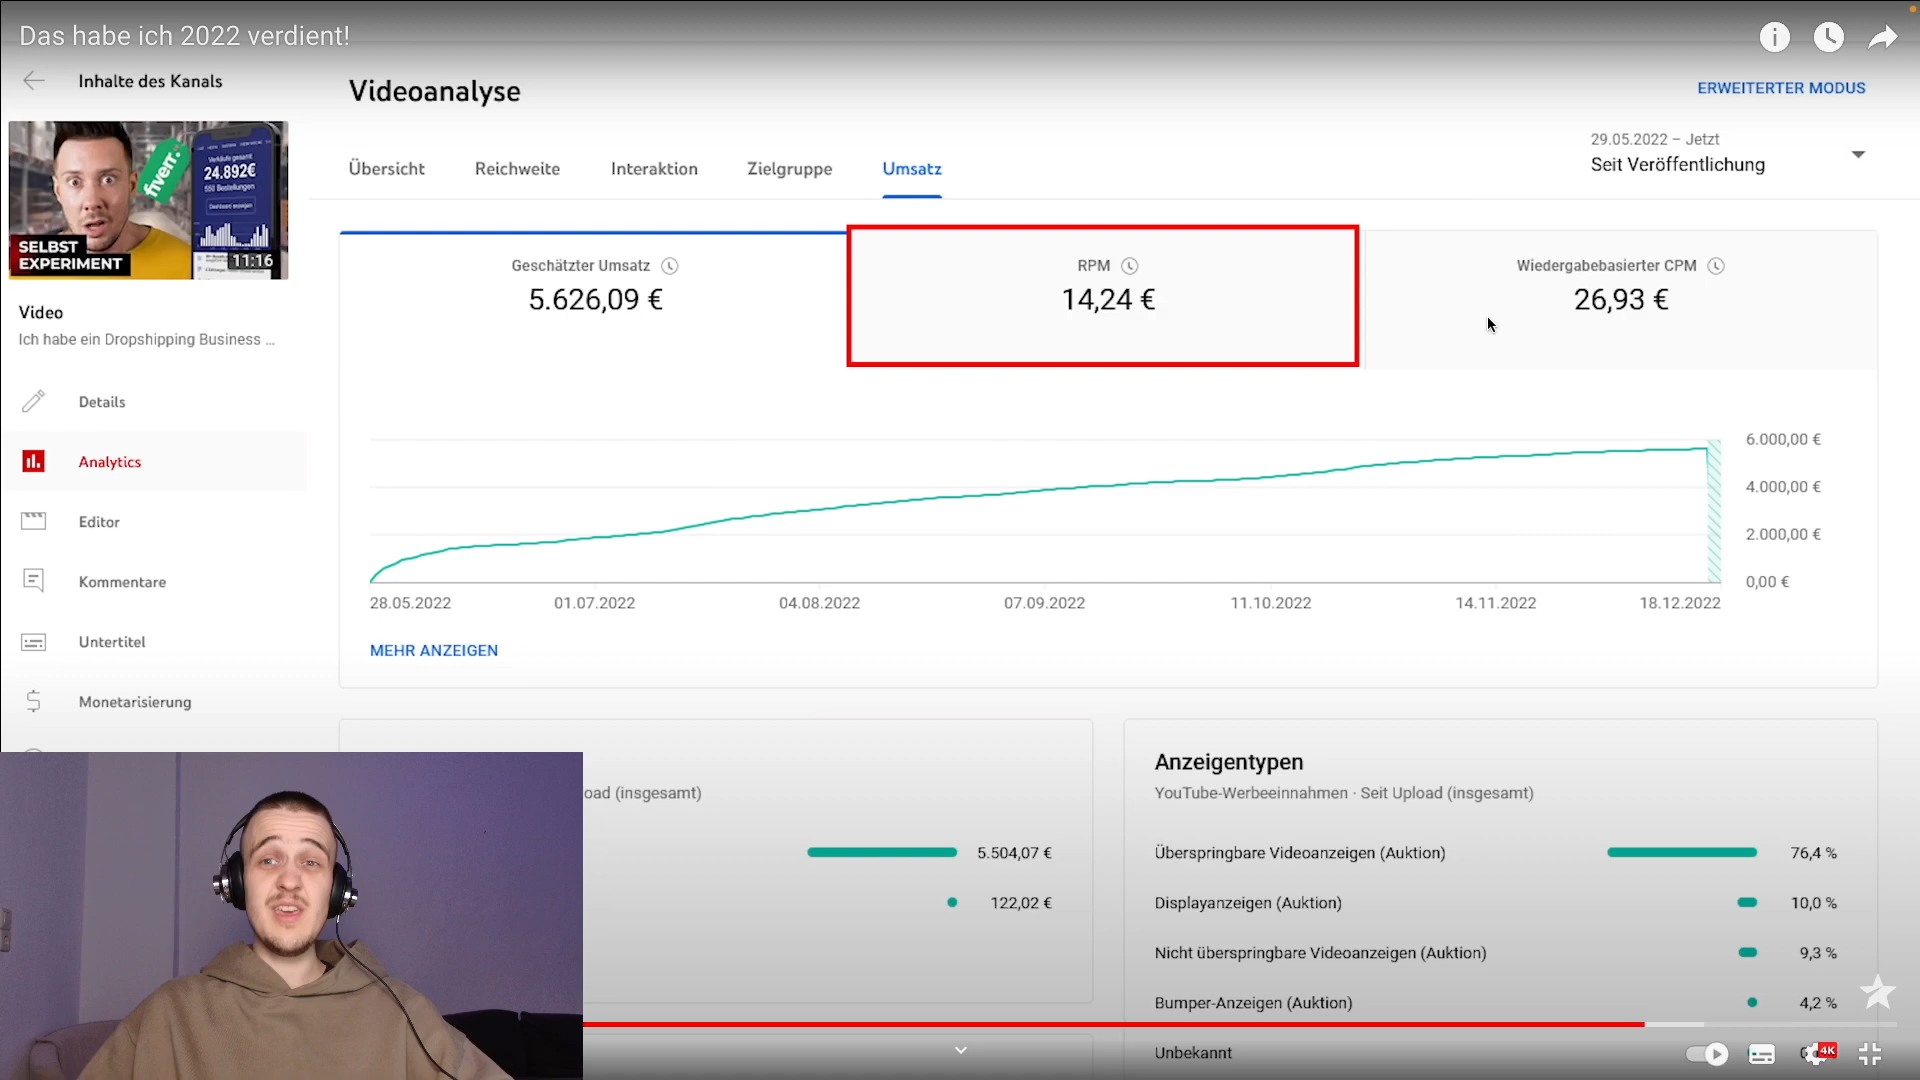 Das habe ich 2022 verdient!
Inhalte des Kanals
Videoanalyse
ERWEITERTER MODUS
29.05.2022 – Jetzt
Seit Veröffentlichung
Übersicht
Reichweite
Interaktion
Zielgruppe
Umsatz
fiverr.
Verkäufe gesamt
24.892€
550 Bestellungen
SELBST
EXPERIMENT
11:16
Geschätzter Umsatz
5.626,09 €
RPM
14,24 €
Wiedergabebasierter CPM
26,93 €
Video
Ich habe ein Dropshipping Business ...
Details
Analytics
Editor
Kommentare
Untertitel
Monetarisierung
6.000,00 €
4.000,00 €
2.000,00 €
0,00 €
28.05.2022
01.07.2022
04.08.2022
07.09.2022
11.10.2022
14.11.2022
18.12.2022
MEHR ANZEIGEN
oad (insgesamt)
5.504,07 €
122,02 €
Anzeigentypen
YouTube-Werbeeinnahmen · Seit Upload (insgesamt)
Überspringbare Videoanzeigen (Auktion)
76,4 %
Displayanzeigen (Auktion)
10,0 %
Nicht überspringbare Videoanzeigen (Auktion)
9,3 %
Bumper-Anzeigen (Auktion)
4,2 %
Unbekannt
4K